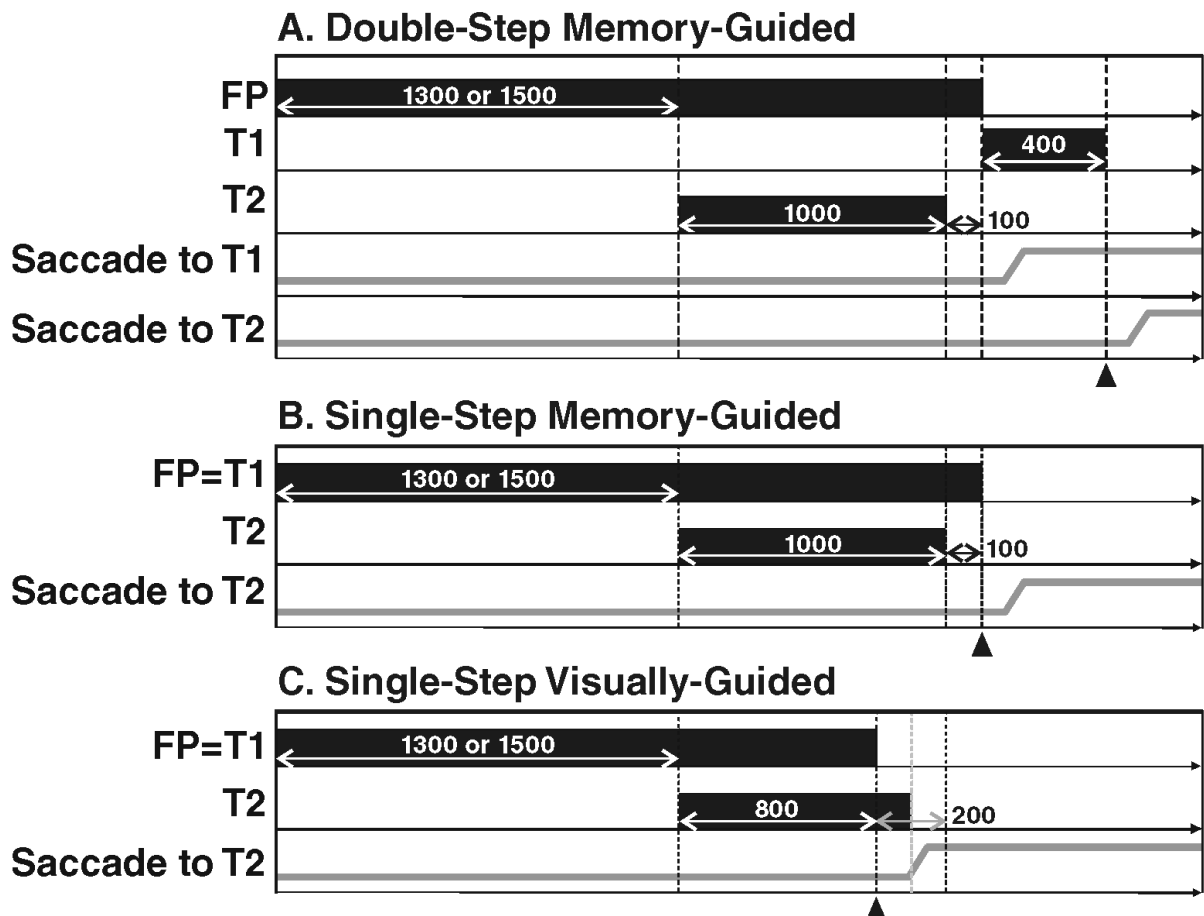 A. Double-Step Memory-Guided
FP
1300 or 1500
T1
400
T2
1000
100
Saccade to T1
Saccade to T2
B. Single-Step Memory-Guided
FP=T1
1300 or 1500
T2
1000
100
Saccade to T2
C. Single-Step Visually-Guided
FP=T1
1300 or 1500
T2
800
200
Saccade to T2